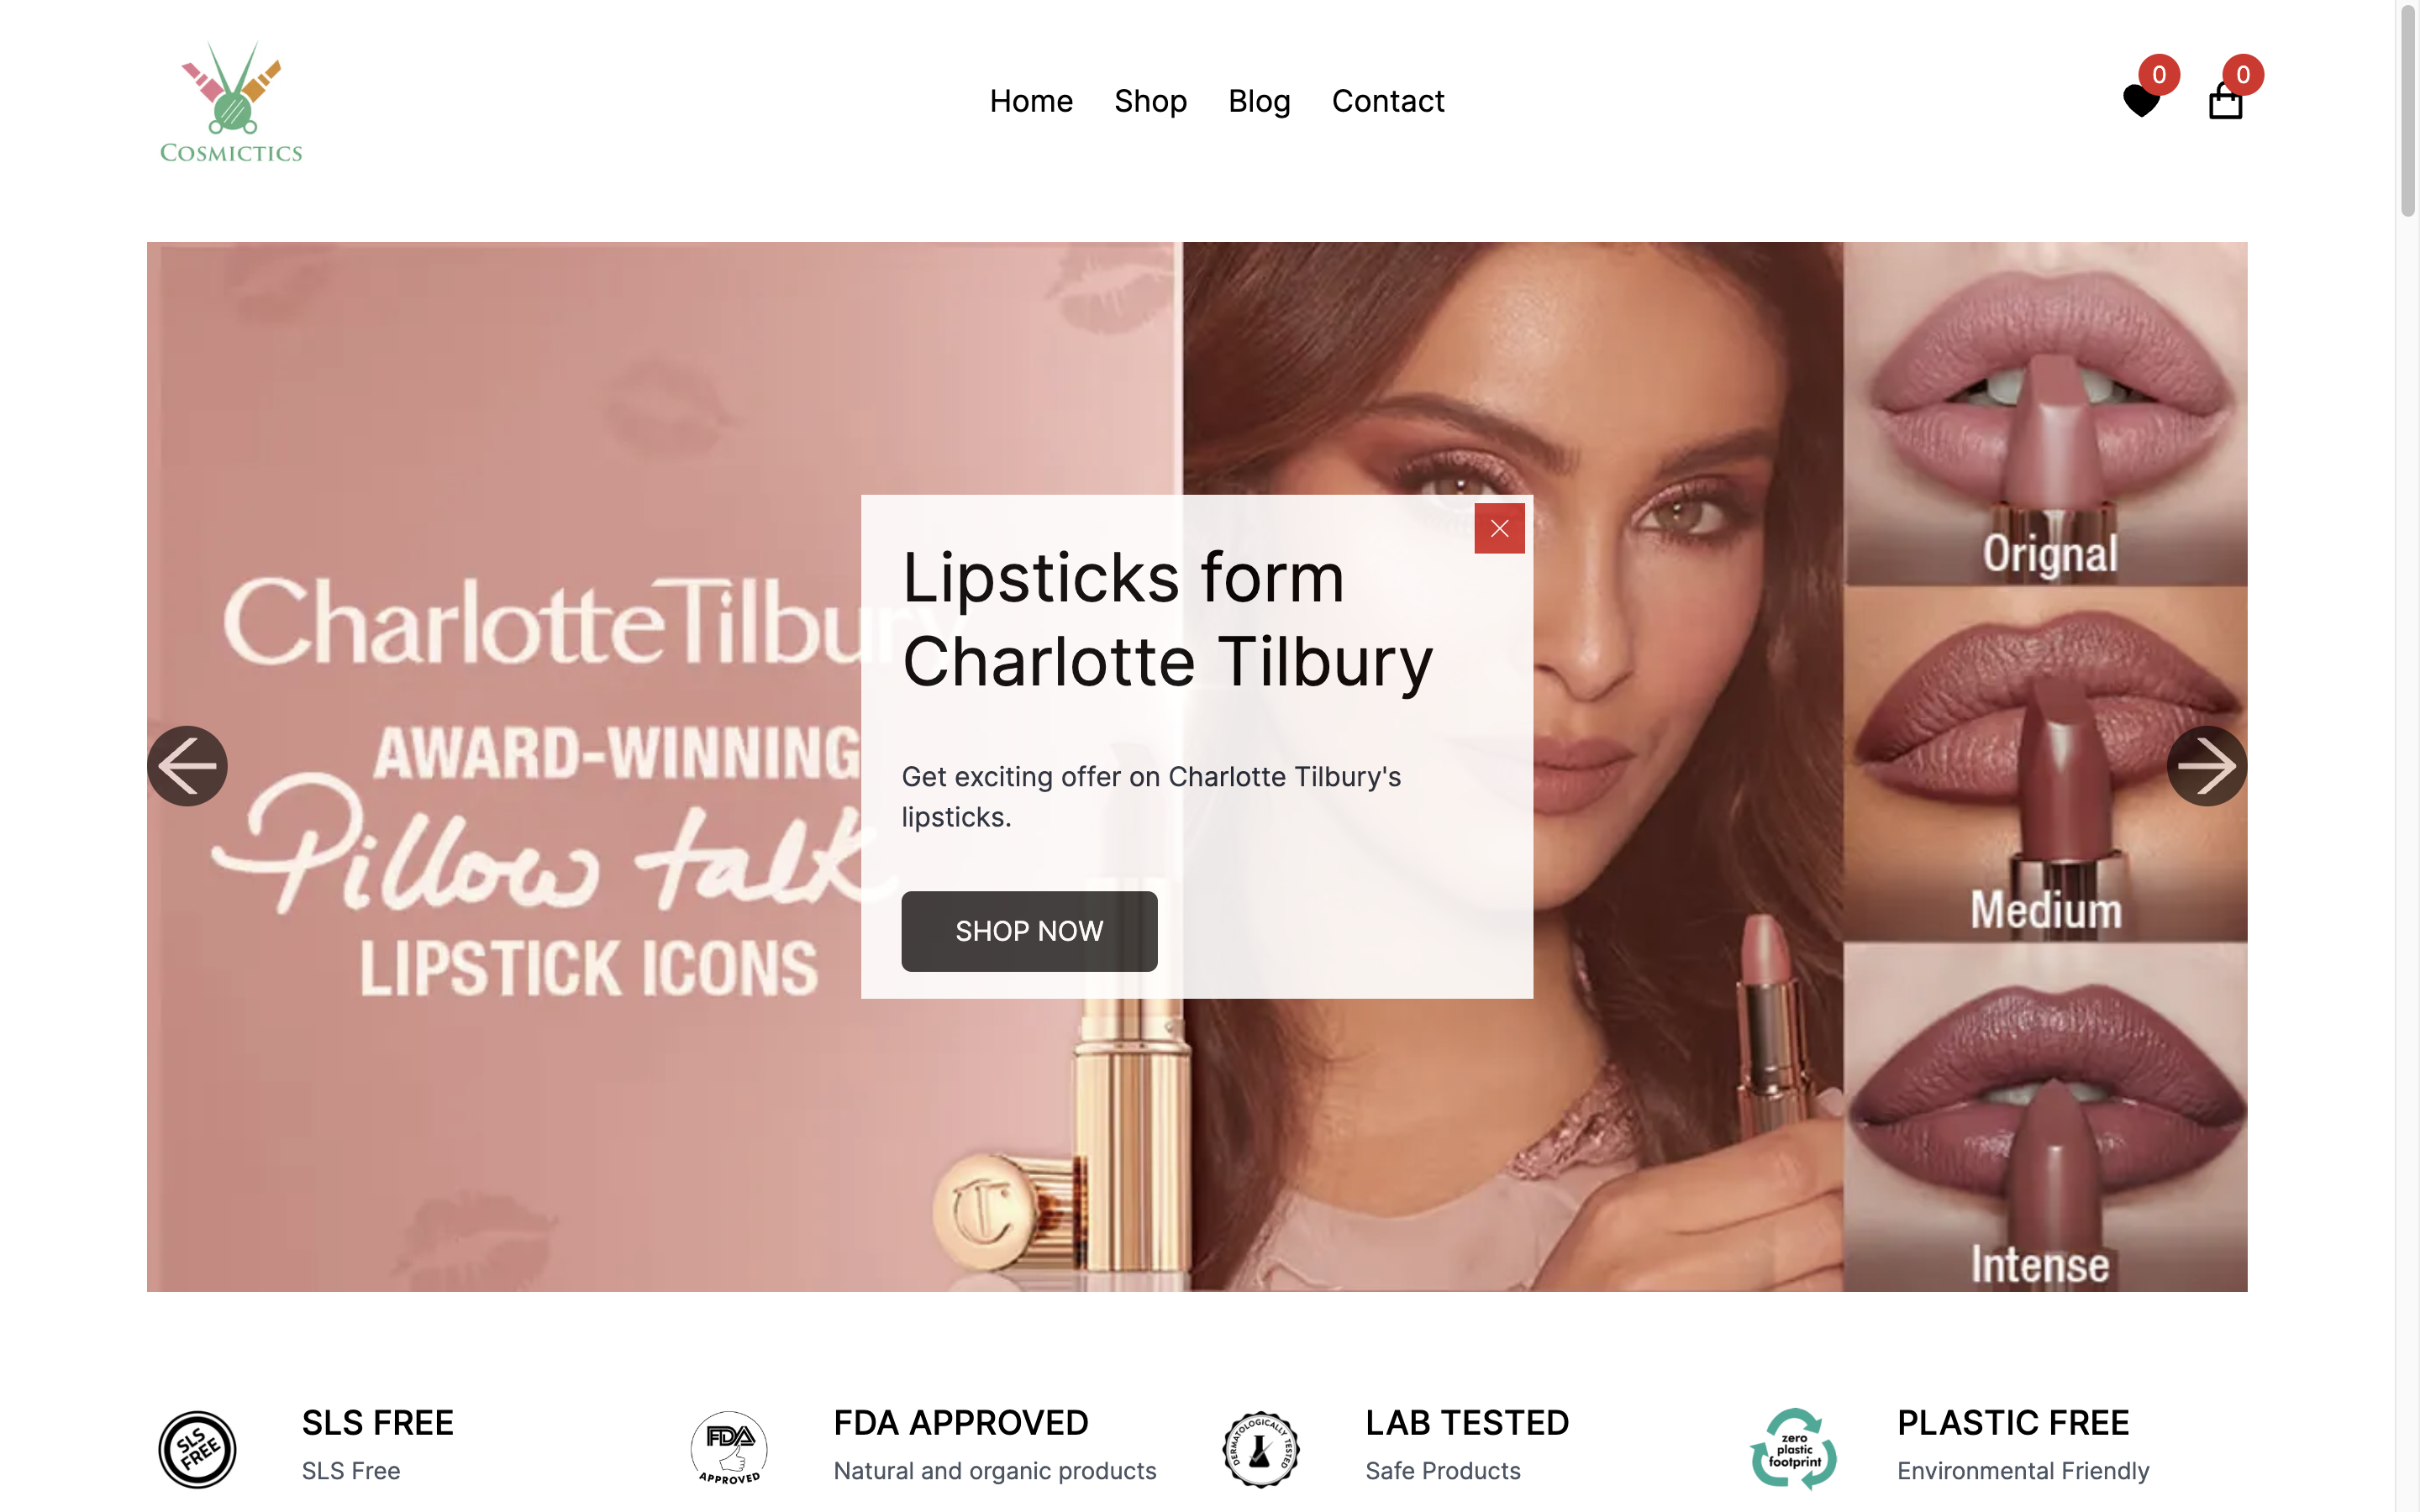 COSMICTICS
Home Shop Blog Contact
0 0
CharlotteTilbury
AWARD-WINNING
Pillow talk
LIPSTICK ICONS
Lipsticks form
Charlotte Tilbury
Get exciting offer on Charlotte Tilbury's
lipsticks.
SHOP NOW
Orignal
Medium
Intense
SLS
FREE
SLS FREE
SLS Free
FDA
APPROVED
FDA APPROVED
Natural and organic products
DERMATOLOGICALLY TESTED
LAB TESTED
Safe Products
zero
plastic
footprint
PLASTIC FREE
Environmental Friendly